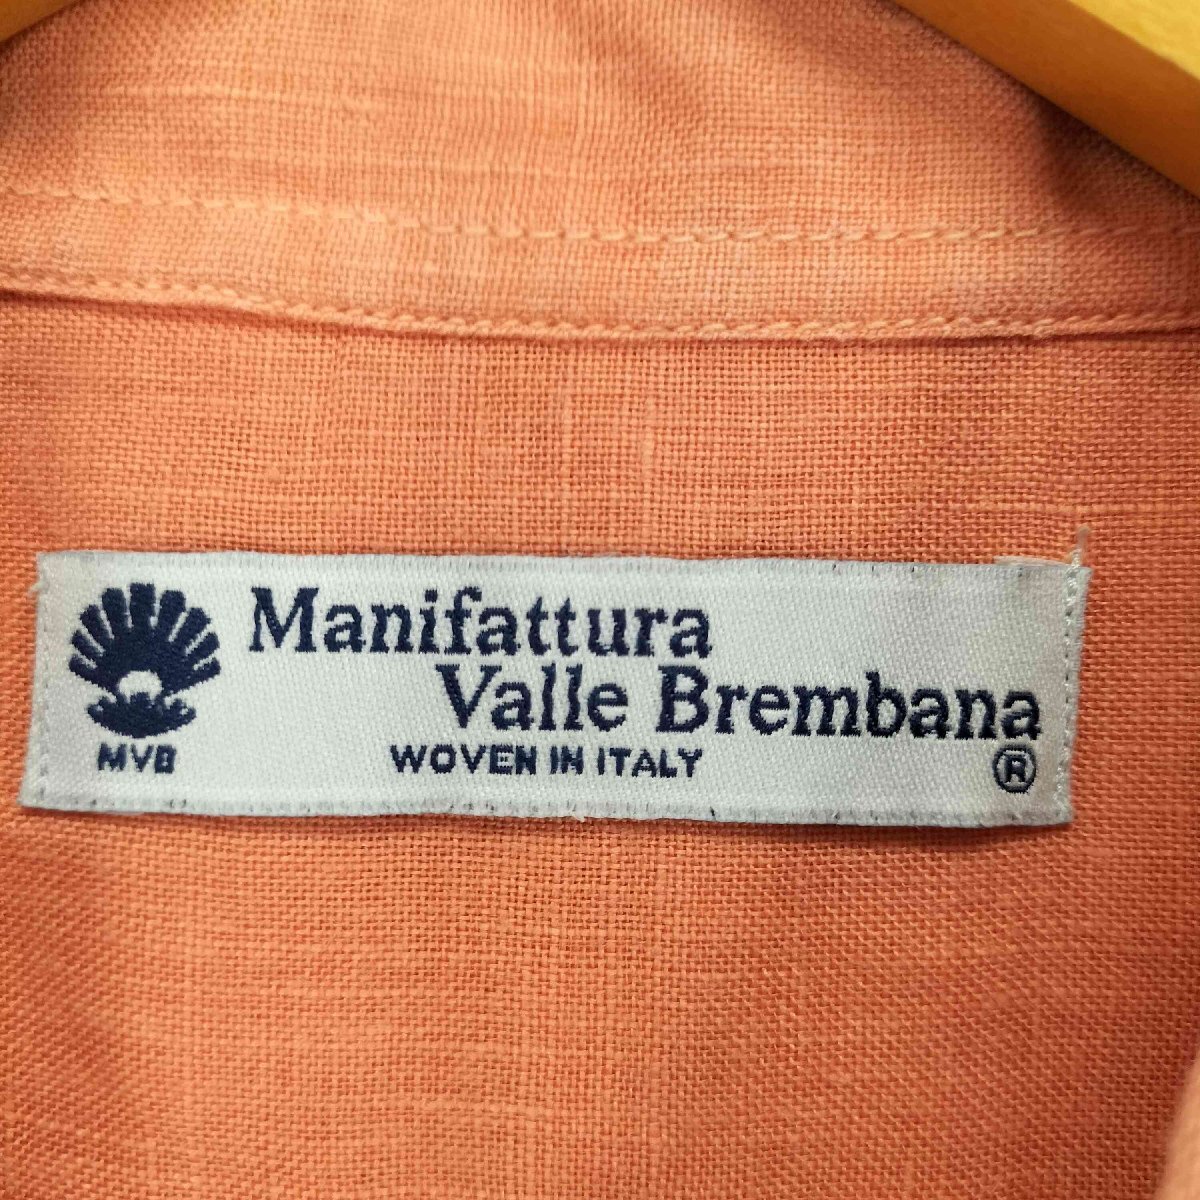 Manifattura
Valle Brembana
MVB
WOVEN IN ITALY
®